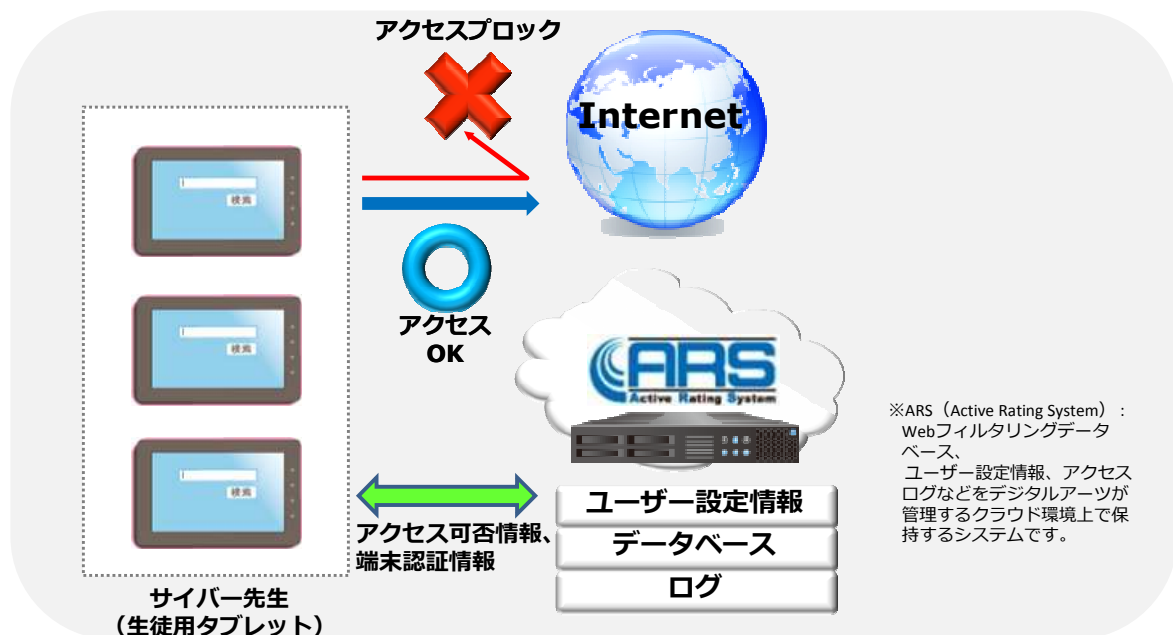 アクセスブロック
Internet
検索
検索
検索
アクセス
OK
ARS
Active Rating System
アクセス可否情報、
端末認証情報
ユーザー設定情報
データベース
ログ
サイバー先生
（生徒用タブレット）
※ARS（Active Rating System）：
Webフィルタリングデータ
ベース、
ユーザー設定情報、アクセス
ログなどをデジタルアーツが
管理するクラウド環境上で保
持するシステムです。